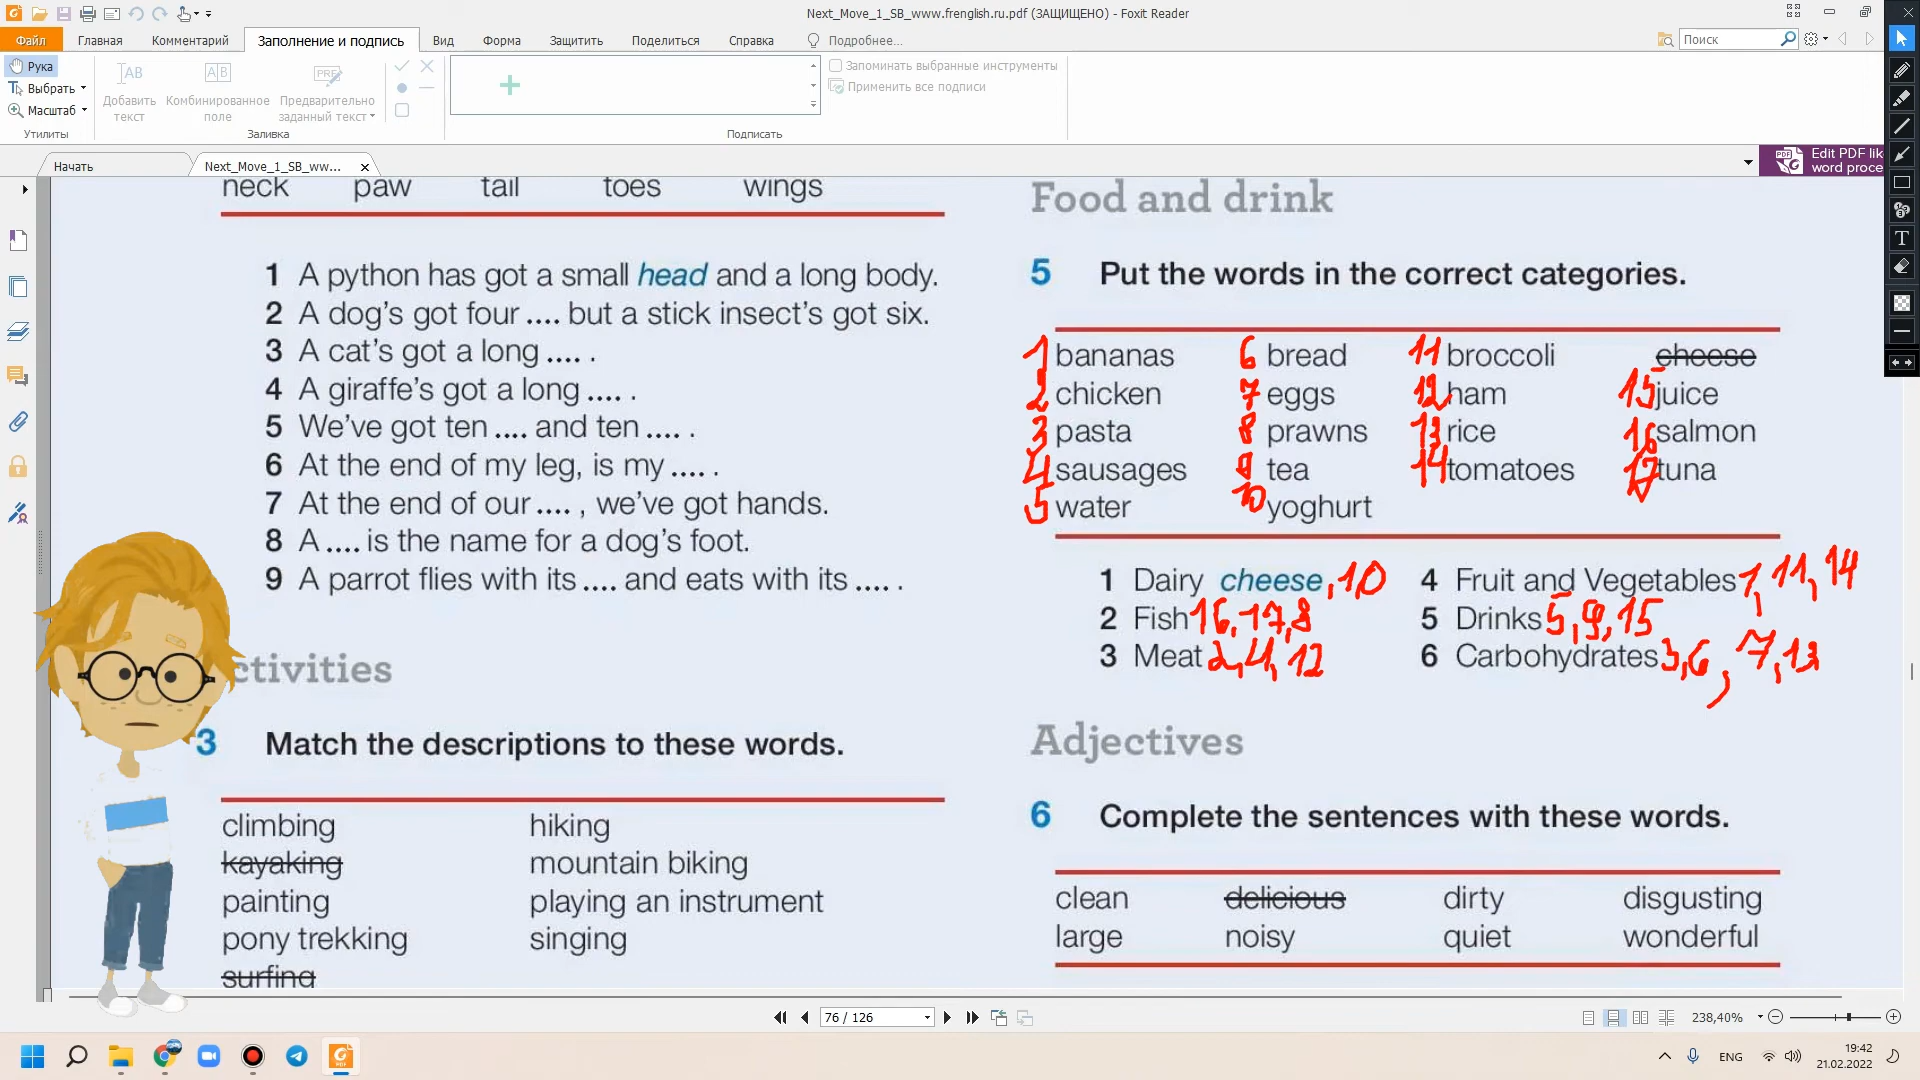 Next_Move_1_SB_www.frenglish.ru.pdf (ЗАЩИЩЕНО) - Foxit Reader
Файл Главная Комментарий Заполнение и подпись Вид Форма Защитить Поделиться Справка Подробнее... Поиск
Рука
Выбрать
Масштаб
Утилиты
Добавить текст
Комбинированное поле
Предварительно заданный текст
Заливка
Запоминать выбранные инструменты
Применить все подписи
Подписать
Начать
Next_Move_1_SB_ww...
Edit PDF lik
word proce
neck paw tail toes wings
1 A python has got a small head and a long body.
2 A dog's got four .... but a stick insect's got six.
3 A cat's got a long .... .
4 A giraffe's got a long .... .
5 We've got ten .... and ten .... .
6 At the end of my leg, is my .... .
7 At the end of our .... , we've got hands.
8 A .... is the name for a dog's foot.
9 A parrot flies with its .... and eats with its .... .
ctivities
3 Match the descriptions to these words.
climbing hiking
kayaking mountain biking
painting playing an instrument
pony trekking singing
surfing
Food and drink
5 Put the words in the correct categories.
1 bananas 6 bread 11 broccoli cheese
2 chicken 7 eggs 12 ham 15 juice
3 pasta 8 prawns 13 rice 16 salmon
4 sausages 9 tea 14 tomatoes 17 tuna
5 water 10 yoghurt
1 Dairy cheese, 10
2 Fish 16, 17, 8
3 Meat 2, 4, 12
4 Fruit and Vegetables 1, 11, 14
5 Drinks 5, 9, 15
6 Carbohydrates 3, 6, 7, 13
Adjectives
6 Complete the sentences with these words.
clean delicious dirty disgusting
large noisy quiet wonderful
76 / 126
238,40%
ENG
19:42
21.02.2022